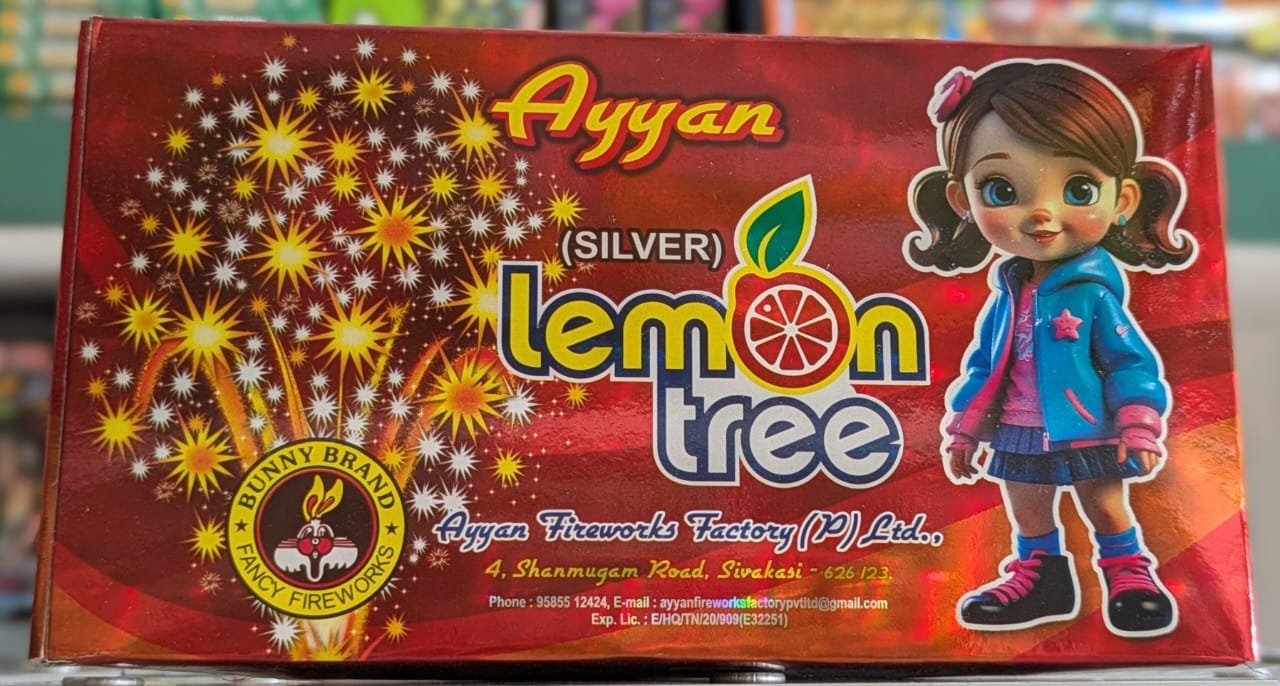 Ayyan
(SILVER)
lemon
tree
BUNNY BRAND
FANCY FIREWORKS
Ayyan Fireworks Factory (P) Ltd.,
4, Shanmugam Road, Sivakasi - 626 123.
Phone : 95855 12424, E-mail : ayyanfireworksfactorypvtltd@gmail.com
Exp. Lic. : E/HQ/TN/20/909(E32251)